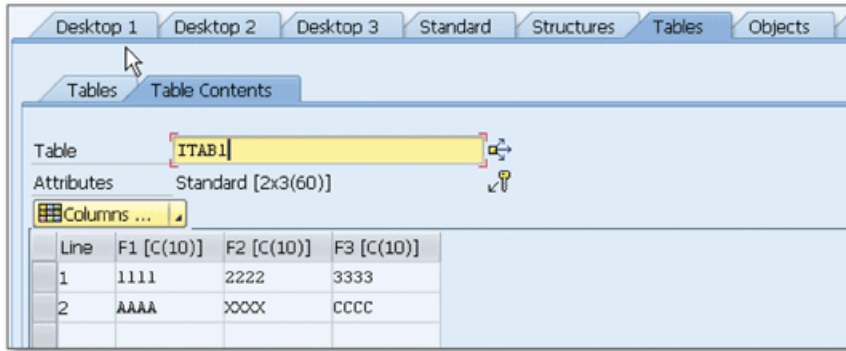 Desktop 1 Desktop 2 Desktop 3 Standard Structures Tables Objects
Tables Table Contents
Table ITAB1
Attributes Standard [2x3(60)]
Columns ...
Line F1 [C(10)] F2 [C(10)] F3 [C(10)]
1 1111 2222 3333
2 AAAA XXXX CCCC